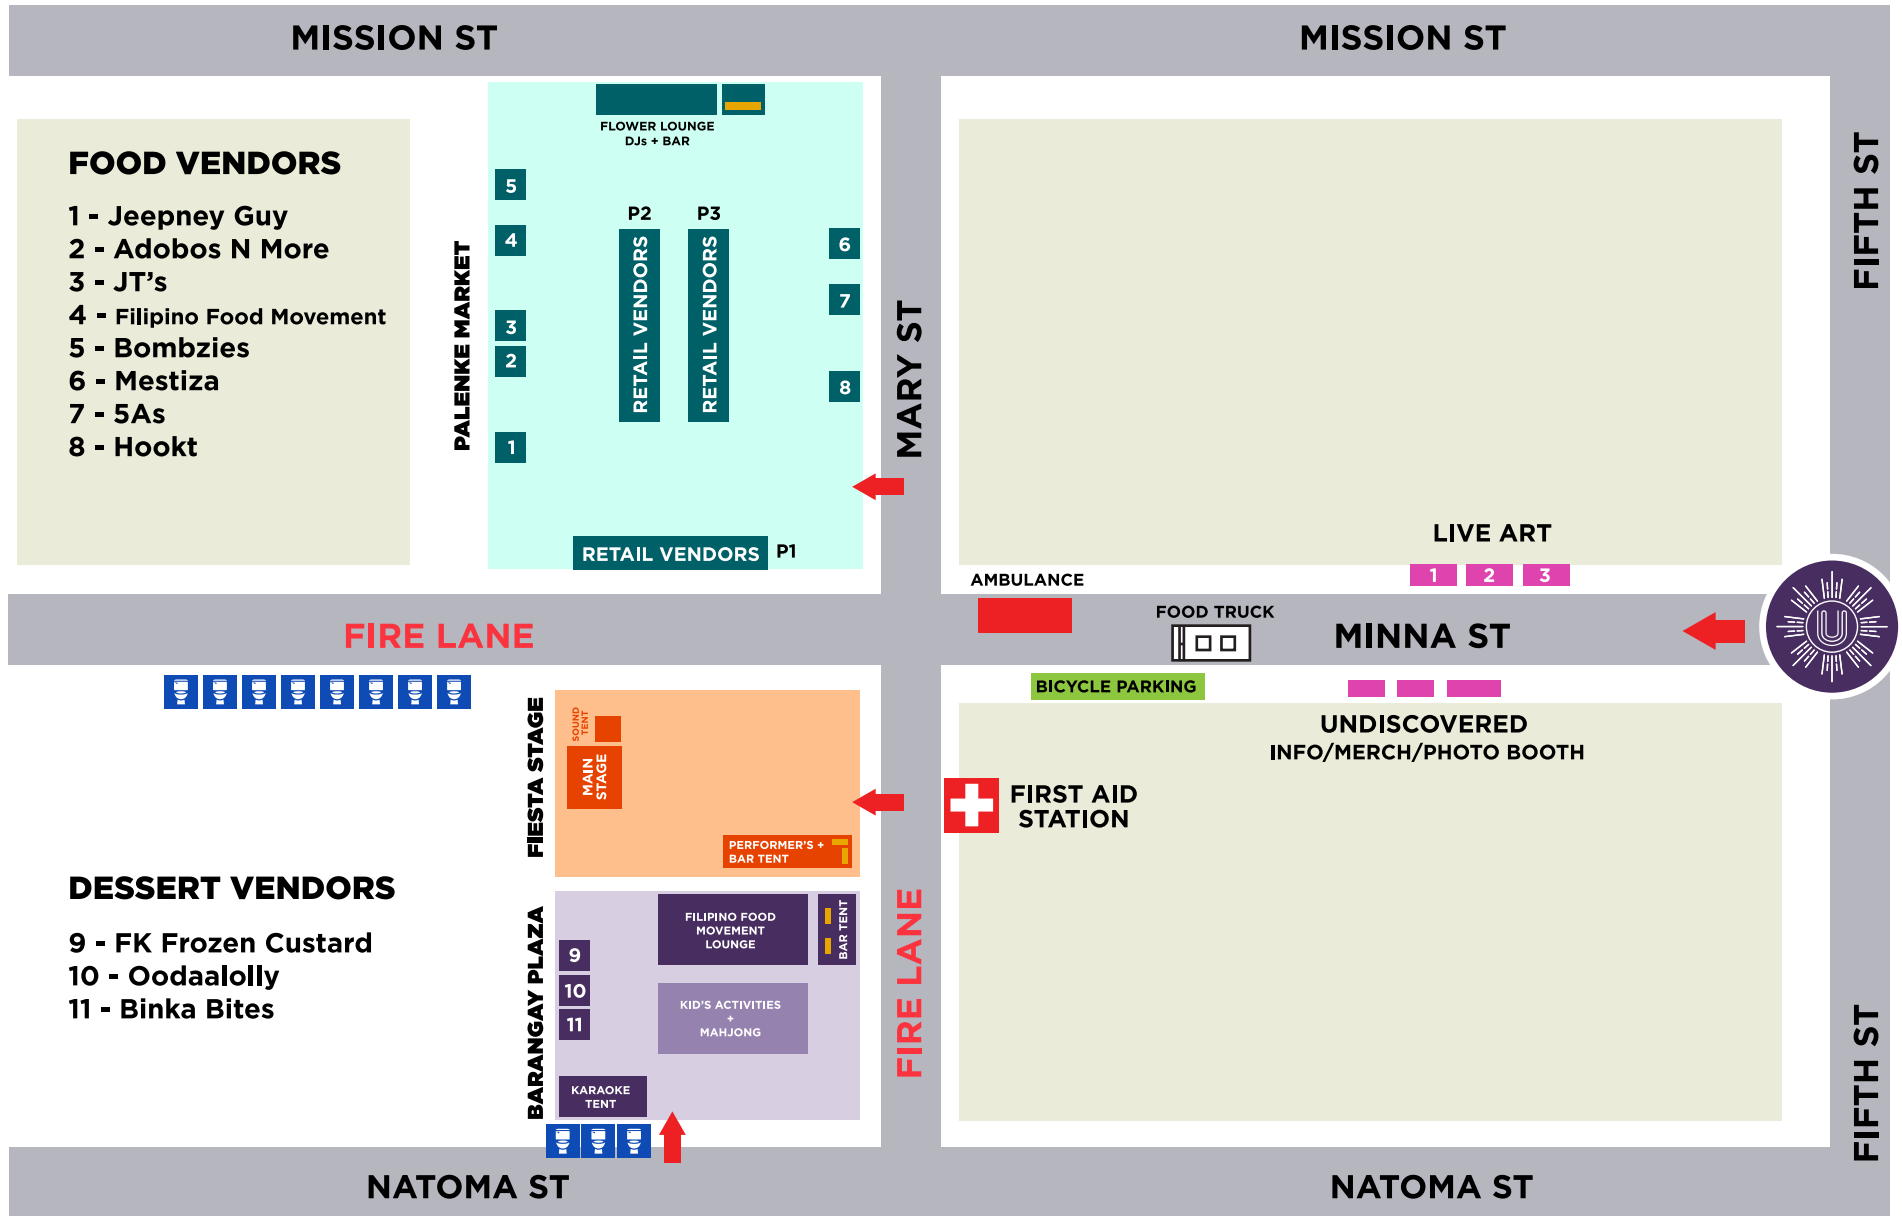 MISSION ST
MISSION ST
FOOD VENDORS
1 - Jeepney Guy
2 - Adobos N More
3 - JT's
4 - Filipino Food Movement
5 - Bombzies
6 - Mestiza
7 - 5As
8 - Hookt
PALENKE MARKET
FLOWER LOUNGE
DJs + BAR
5
4
3
2
1
P2
RETAIL VENDORS
P3
RETAIL VENDORS
6
7
8
RETAIL VENDORS
P1
MARY ST
FIFTH ST
LIVE ART
1
2
3
AMBULANCE
FOOD TRUCK
MINNA ST
U
FIRE LANE
BICYCLE PARKING
UNDISCOVERED
INFO/MERCH/PHOTO BOOTH
FIESTA STAGE
SOUND
TENT
MAIN
STAGE
PERFORMER'S +
BAR TENT
FIRST AID
STATION
DESSERT VENDORS
9 - FK Frozen Custard
10 - Oodaalolly
11 - Binka Bites
BARANGAY PLAZA
9
10
11
FILIPINO FOOD
MOVEMENT
LOUNGE
BAR TENT
KID'S ACTIVITIES
+
MAHJONG
KARAOKE
TENT
FIRE LANE
FIFTH ST
NATOMA ST
NATOMA ST